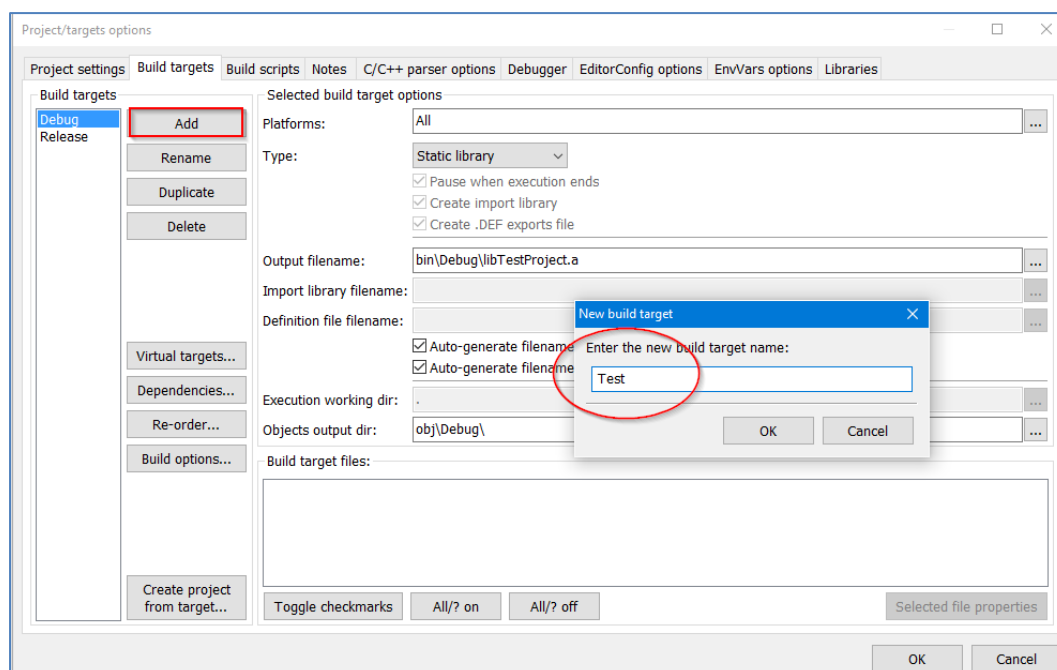 Project/targets options
Project settings Build targets Build scripts Notes C/C++ parser options Debugger EditorConfig options EnvVars options Libraries
Build targets
Debug
Release
Add
Rename
Duplicate
Delete
Virtual targets...
Dependencies...
Re-order...
Build options...
Create project
from target...
Selected build target options
Platforms: All ...
Type: Static library
Pause when execution ends
Create import library
Create .DEF exports file
Output filename: bin\Debug\libTestProject.a ...
Import library filename: ...
Definition file filename: ...
Auto-generate filename
Auto-generate filename
Execution working dir: . ...
Objects output dir: obj\Debug\ ...
New build target
Enter the new build target name:
Test
OK Cancel
Build target files:
Toggle checkmarks All/? on All/? off Selected file properties
OK Cancel